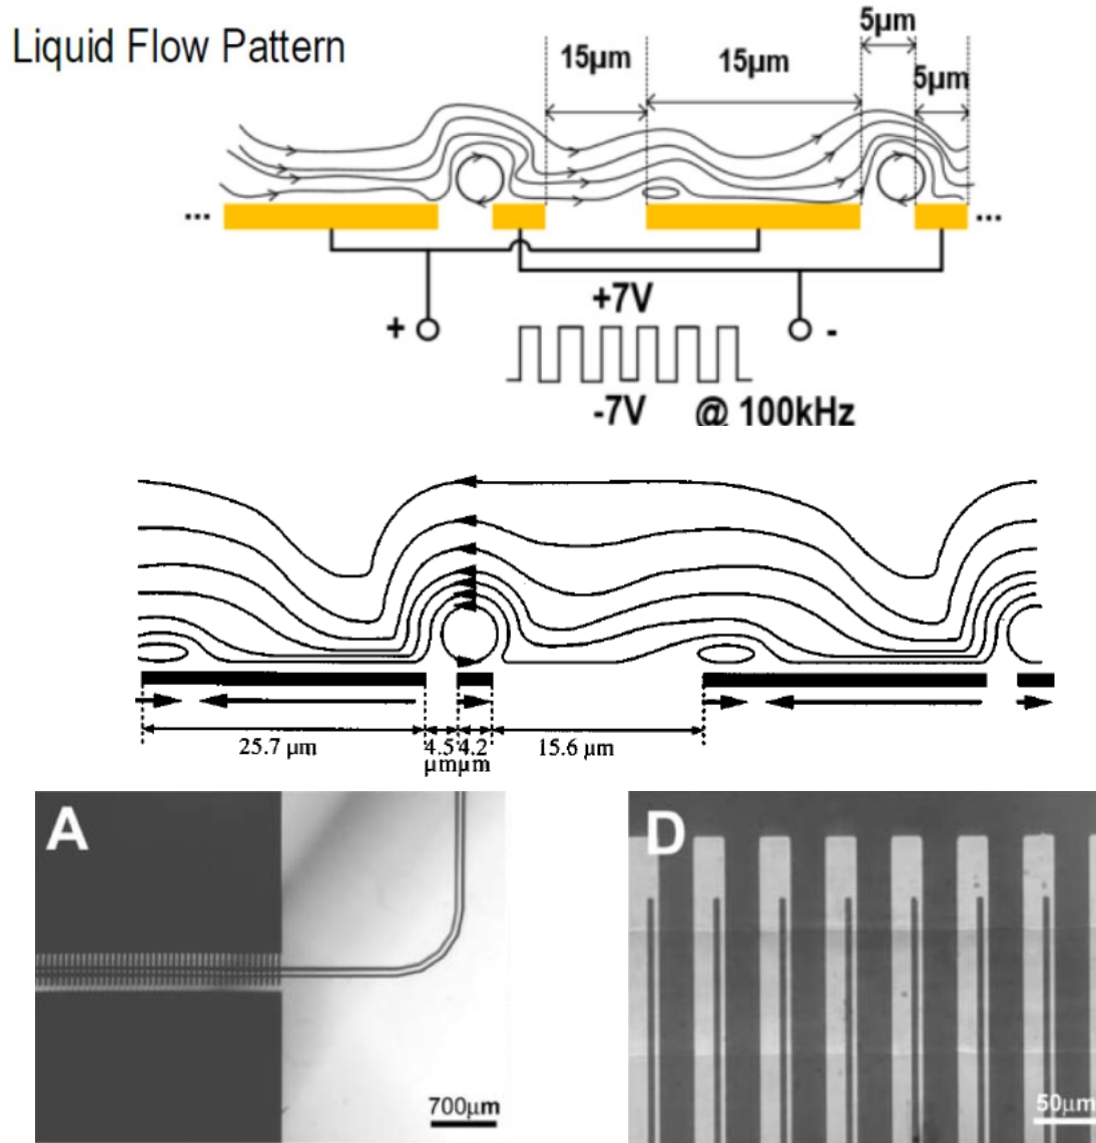 Liquid Flow Pattern
15µm
15µm
5µm
5µm
...
...
+
-
+7V
-7V
@ 100kHz
25.7 µm
4.5
µm
4.2
µm
15.6 µm
A
700µm
D
50µm